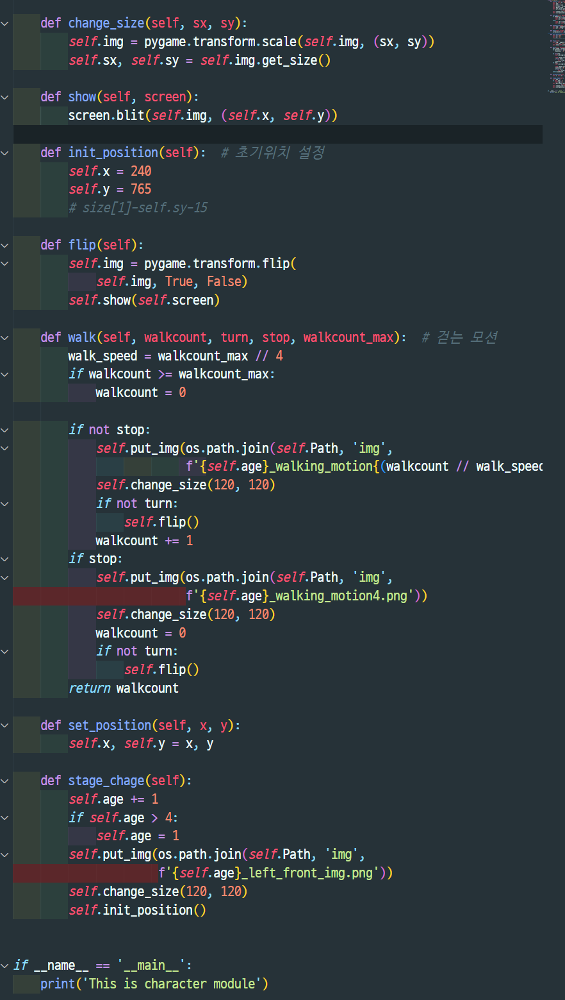 def change_size(self, sx, sy):
self.img = pygame.transform.scale(self.img, (sx, sy))
self.sx, self.sy = self.img.get_size()
def show(self, screen):
screen.blit(self.img, (self.x, self.y))
def init_position(self):  # 초기위치 설정
self.x = 240
self.y = 765
# size[1]-self.sy-15
def flip(self):
self.img = pygame.transform.flip(
self.img, True, False)
self.show(self.screen)
def walk(self, walkcount, turn, stop, walkcount_max):  # 걷는 모션
walk_speed = walkcount_max // 4
if walkcount >= walkcount_max:
walkcount = 0
if not stop:
self.put_img(os.path.join(self.Path, 'img',
f'{self.age}_walking_motion{(walkcount // walk_speed
self.change_size(120, 120)
if not turn:
self.flip()
walkcount += 1
if stop:
self.put_img(os.path.join(self.Path, 'img',
f'{self.age}_walking_motion4.png'))
self.change_size(120, 120)
walkcount = 0
if not turn:
self.flip()
return walkcount
def set_position(self, x, y):
self.x, self.y = x, y
def stage_chage(self):
self.age += 1
if self.age > 4:
self.age = 1
self.put_img(os.path.join(self.Path, 'img',
f'{self.age}_left_front_img.png'))
self.change_size(120, 120)
self.init_position()
if __name__ == '__main__':
print('This is character module')